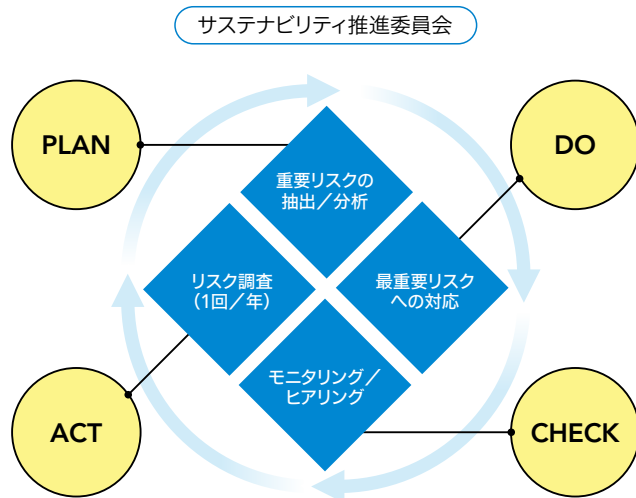 サステナビリティ推進委員会
PLAN
DO
重要リスクの
抽出／分析
リスク調査
（1回／年）
最重要リスク
への対応
モニタリング／
ヒアリング
ACT
CHECK